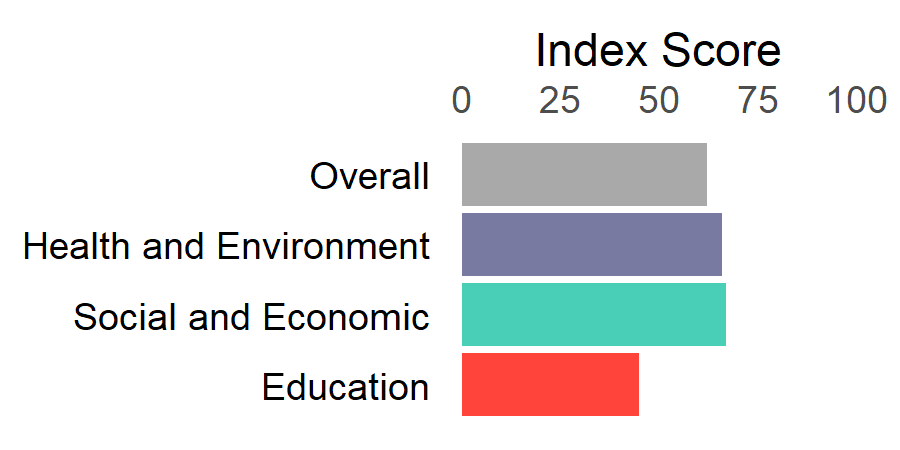 Index Score
0 25 50 75 100
Overall
Health and Environment
Social and Economic
Education